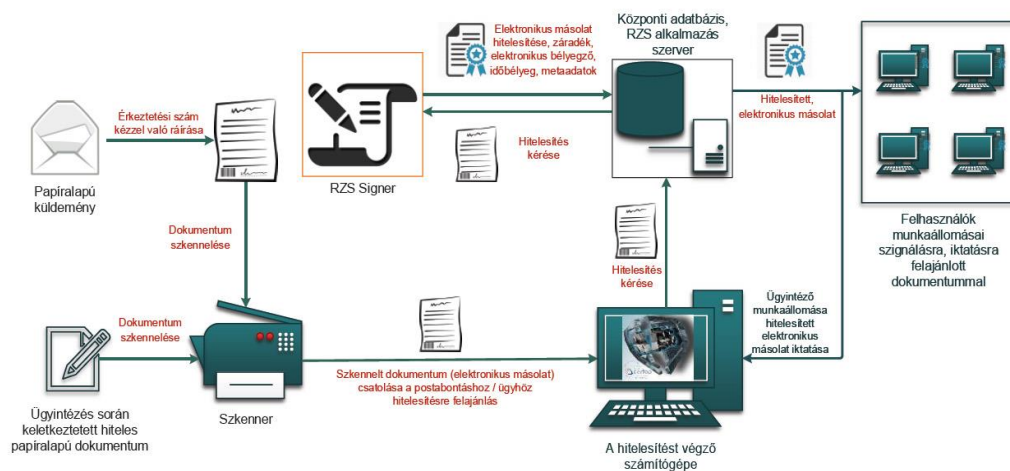 Elektronikus másolat
hitelesítése, záradék,
elektronikus bélyegző,
időbélyeg, metaadatok
Központi adatbázis,
RZS alkalmazás
szerver
Érkeztetési szám
kézzel való ráírása
Hitelesített,
elektronikus másolat
Hitelesítés
kérése
Papíralapú
küldemény
RZS Signer
Felhasználók
munkaállomásai
szignálásra, iktatásra
felajánlott
dokumentummal
Dokumentum
szkennelése
Hitelesítés
kérése
Ügyintéző
munkaállomása
hitelesített
elektronikus
másolat iktatása
Dokumentum
szkennelése
Szkennelt dokumentum (elektronikus másolat)
csatolása a postabontáshoz / ügyhöz
hitelesítésre felajánlás
Ügyintézés során
keletkeztetett hiteles
papíralapú dokumentum
Szkenner
A hitelesítést végző
számítógépe